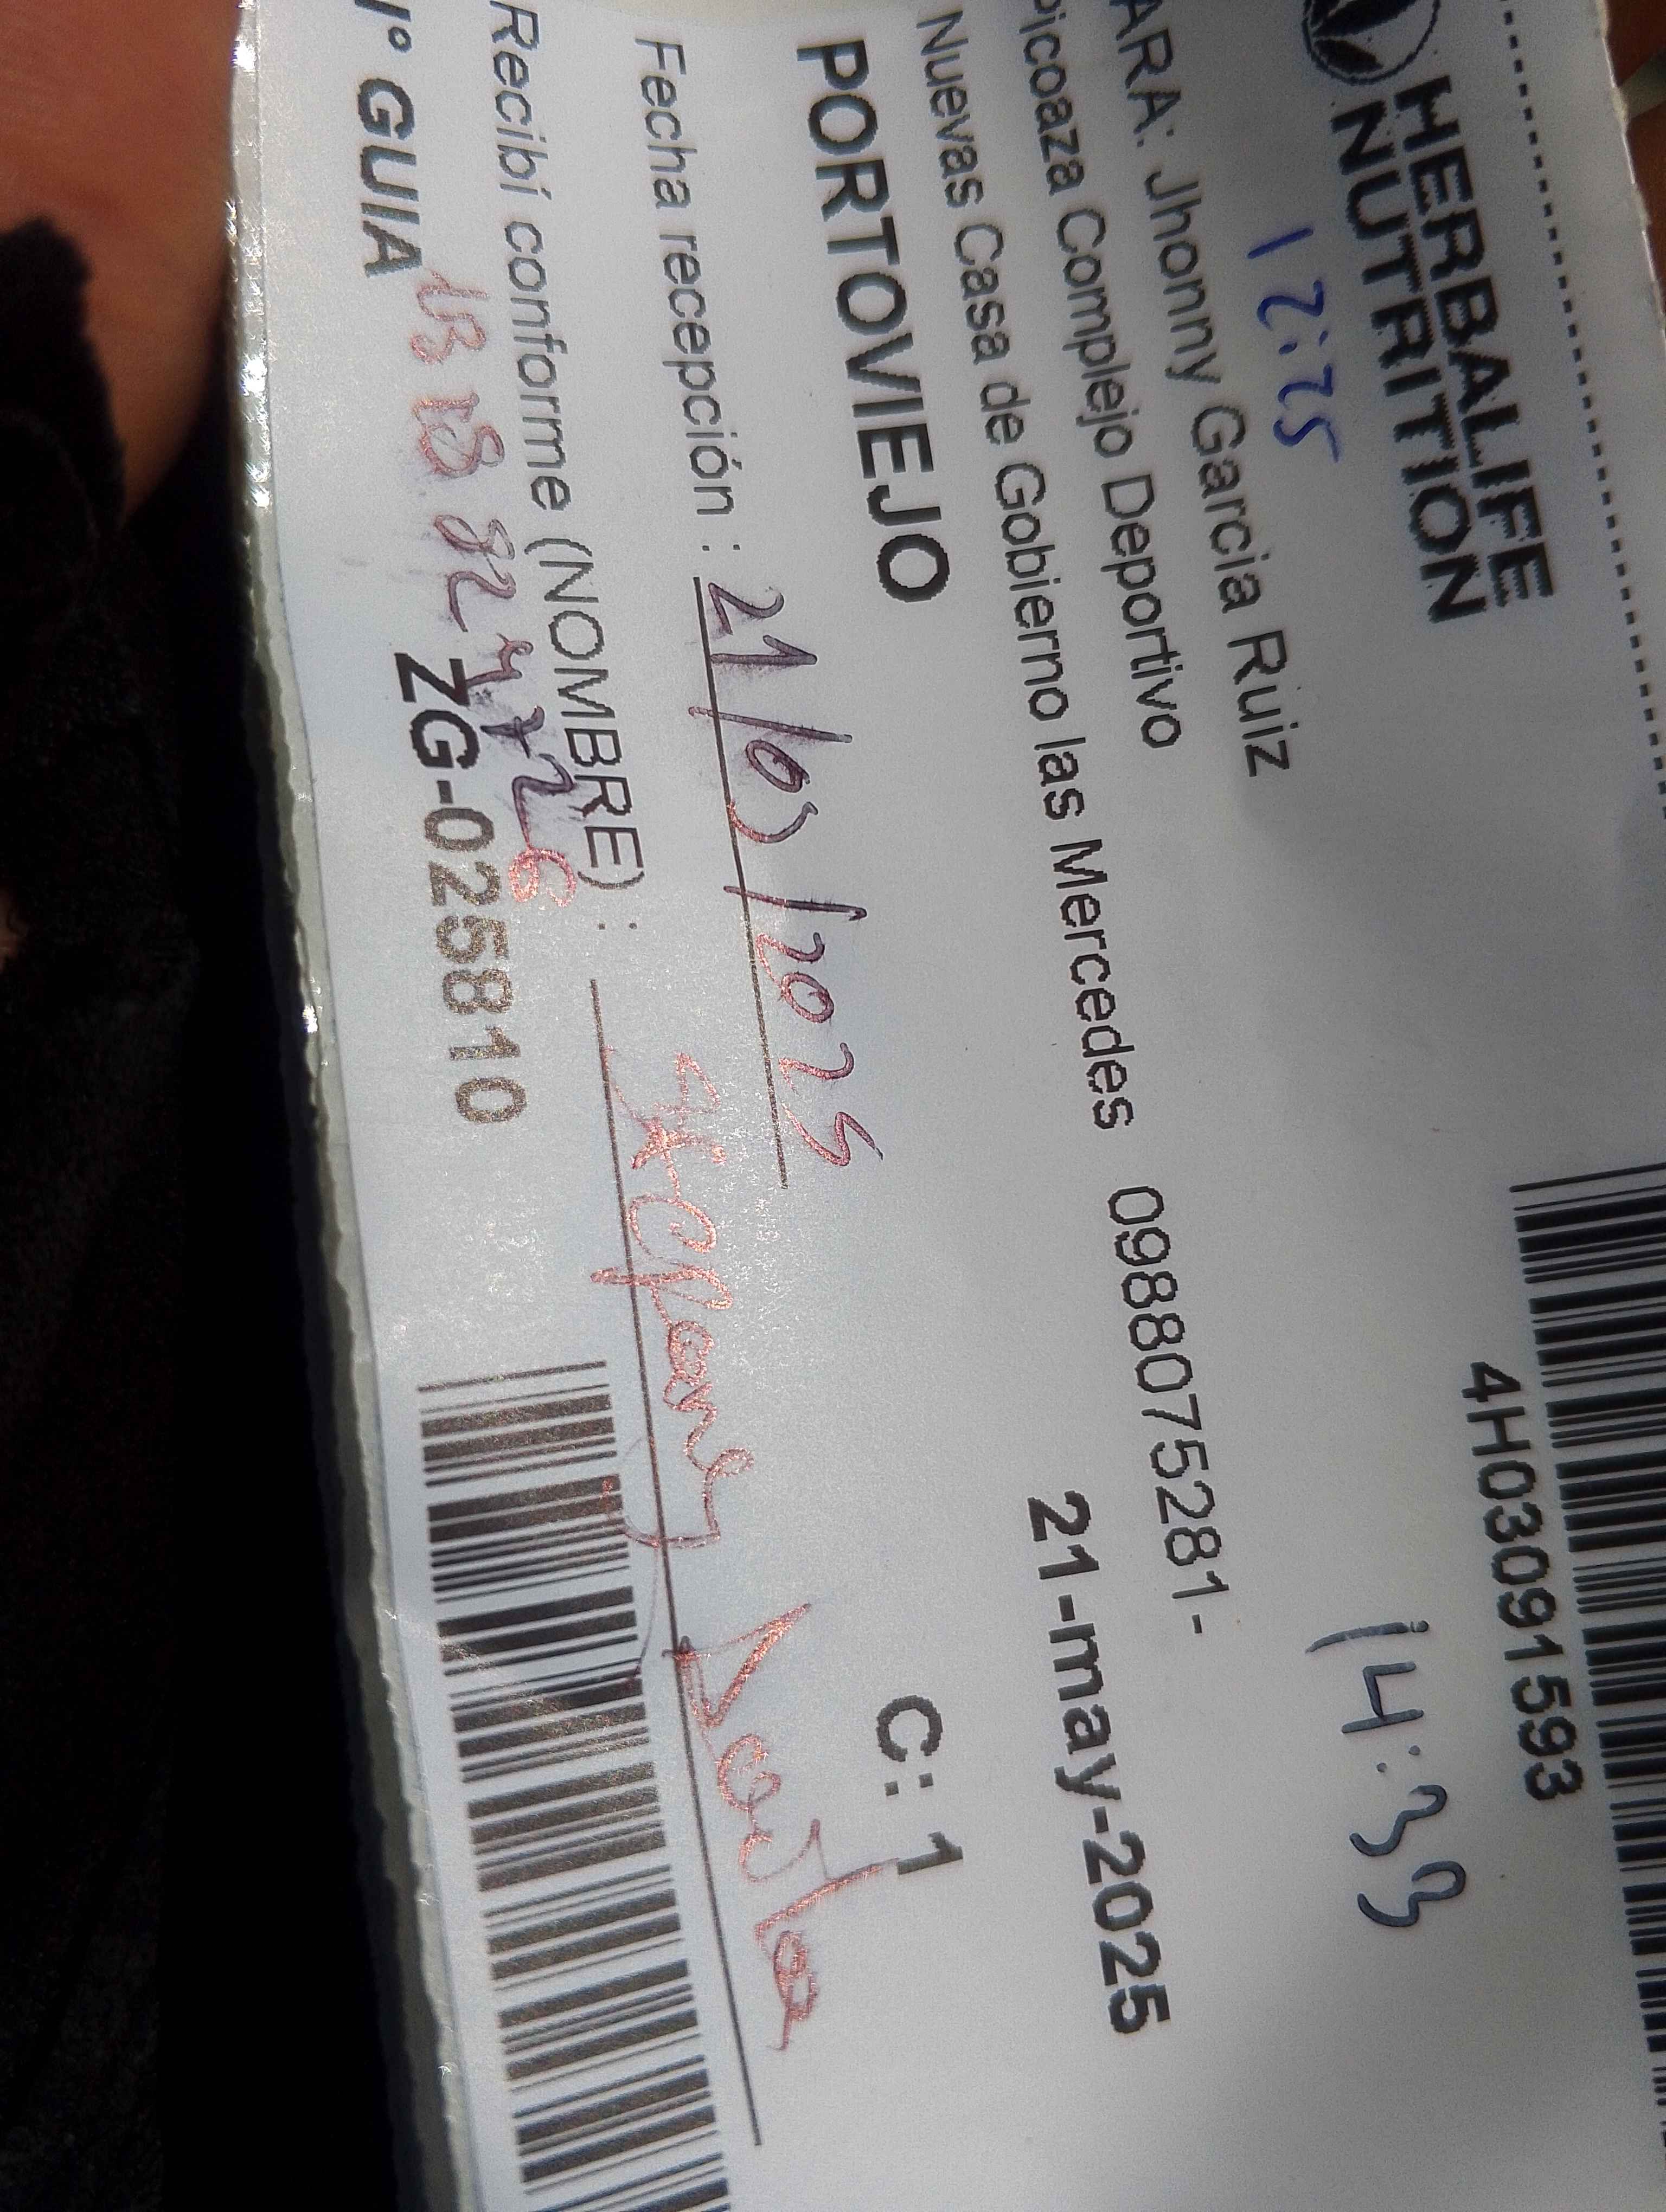 HERBALIFE
NUTRITION
4H03091593
12:25
14:33
ARA: Jhonny Garcia Ruiz
Picoaza Complejo Deportivo
Nuevas Casa de Gobierno las Mercedes 0988075281-
21-may-2025
PORTOVIEJO
C: 1
Fecha recepción : 21/05/2025
Recibí conforme (NOMBRE) :
N° GUIA ZG-025810